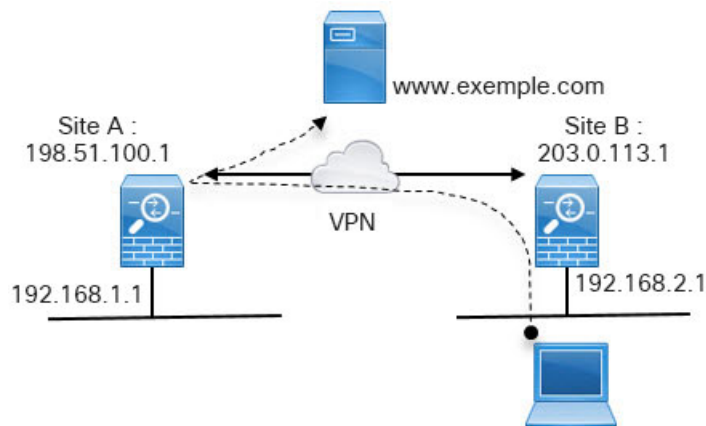 www.exemple.com
Site A :
198.51.100.1
Site B :
203.0.113.1
VPN
192.168.1.1
192.168.2.1